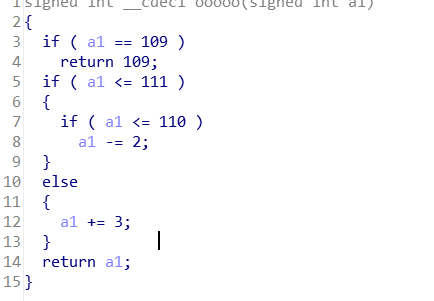 1signed int __cdecl ooooo(signed int a1)
2{
3  if ( a1 == 109 )
4    return 109;
5  if ( a1 <= 111 )
6  {
7    if ( a1 <= 110 )
8      a1 -= 2;
9  }
10  else
11  {
12    a1 += 3;
13  }
14  return a1;
15}